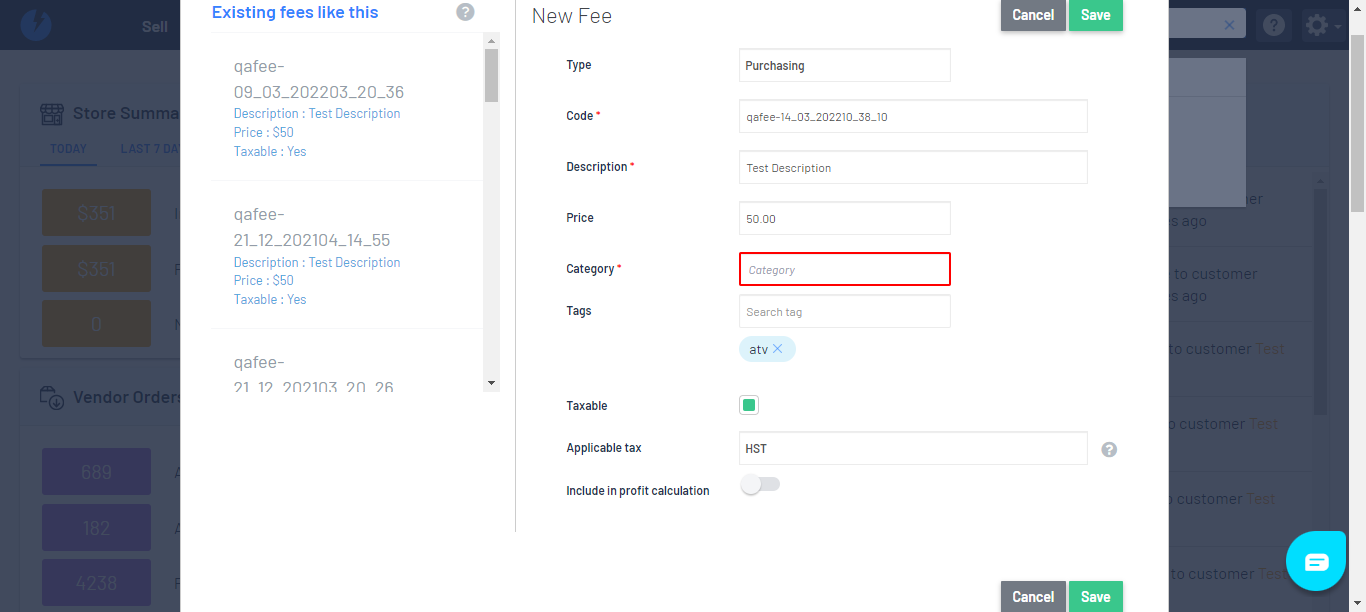 Existing fees like this
?
New Fee
Cancel
Save
Sell
?
qafee-
09_03_202203_20_36
Description : Test Description
Price : $50
Taxable : Yes
qafee-
21_12_202104_14_55
Description : Test Description
Price : $50
Taxable : Yes
qafee-
21_12_202103_20_26
Type
Purchasing
Code *
qafee-14_03_202210_38_10
Description *
Test Description
Price
50.00
Category *
Category
Tags
Search tag
atv
Taxable
Applicable tax
HST
?
Include in profit calculation
Cancel
Save
Store Summa
TODAY
LAST 7 DA
$351
$351
0
Vendor Orders
689
182
4238
s ago
to customer
s ago
to customer Test
o customer Test
o customer Test
to customer Test